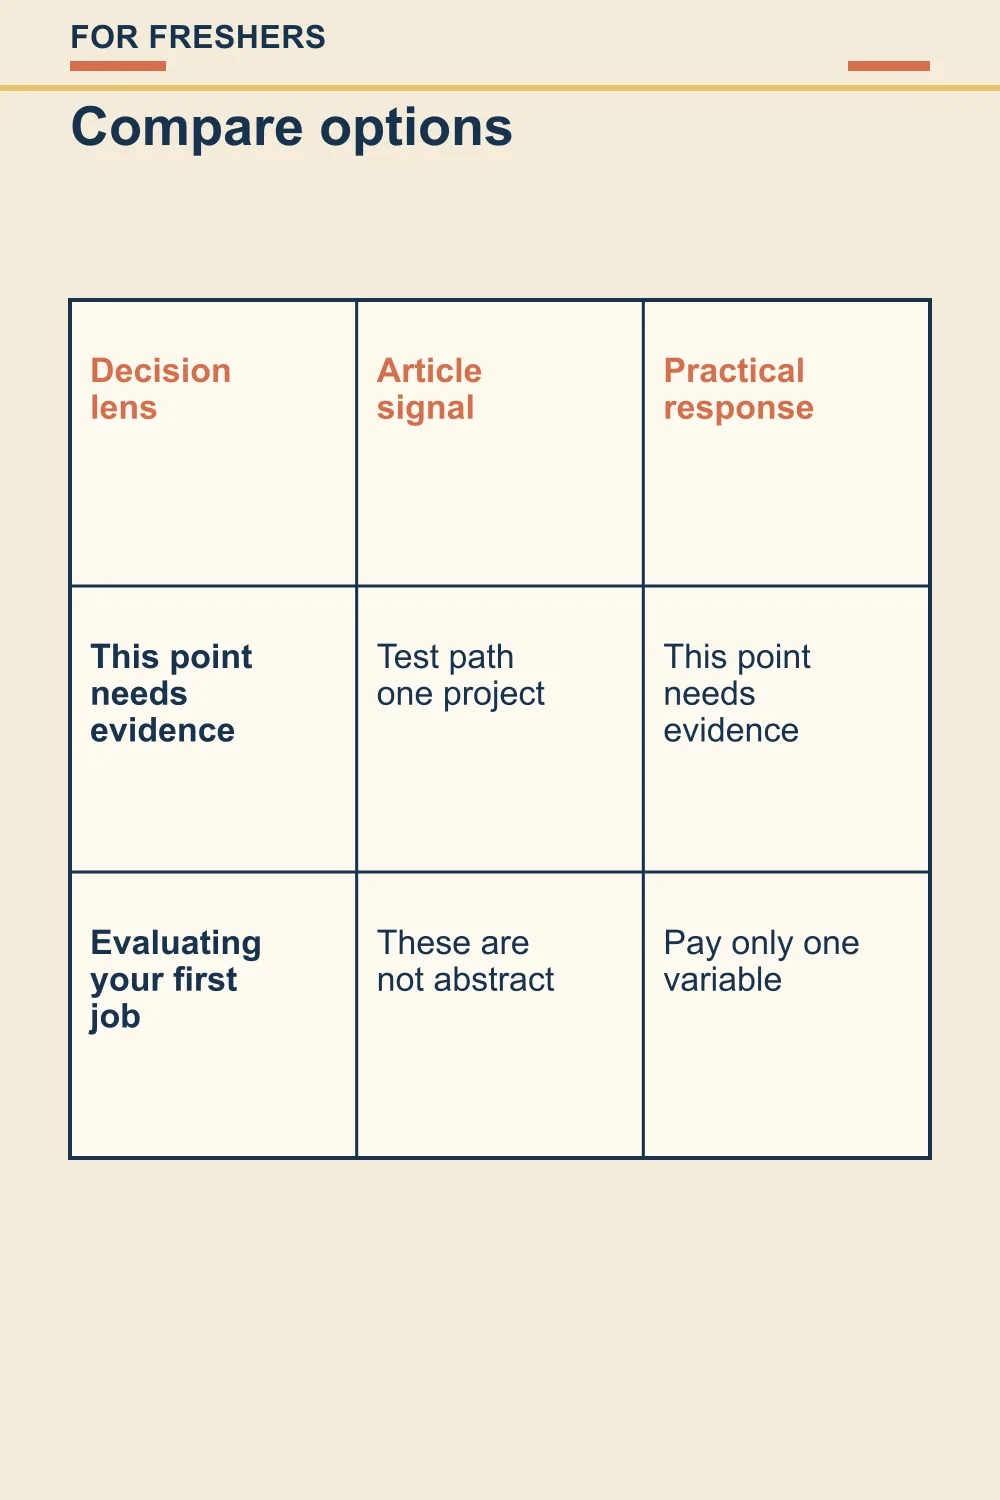 FOR FRESHERS
Compare options
Decision
lens
Article
signal
Practical
response
This point
needs
evidence
Test path
one project
This point
needs
evidence
Evaluating
your first
job
These are
not abstract
Pay only one
variable